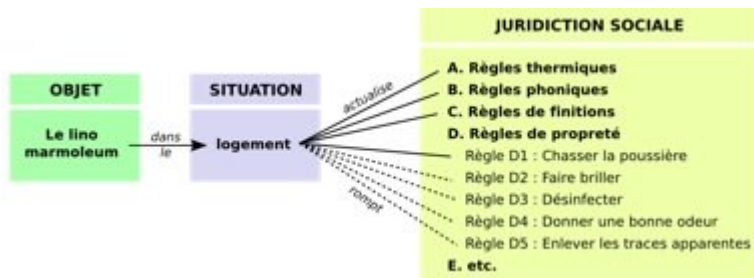 JURIDICTION SOCIALE
OBJET
SITUATION
Le lino
marmoleum
dans
le
logement
actualise
rompt
A. Règles thermiques
B. Règles phoniques
C. Règles de finitions
D. Règles de propreté
Règle D1 : Chasser la poussière
Règle D2 : Faire briller
Règle D3 : Désinfecter
Règle D4 : Donner une bonne odeur
Règle D5 : Enlever les traces apparentes
E. etc.